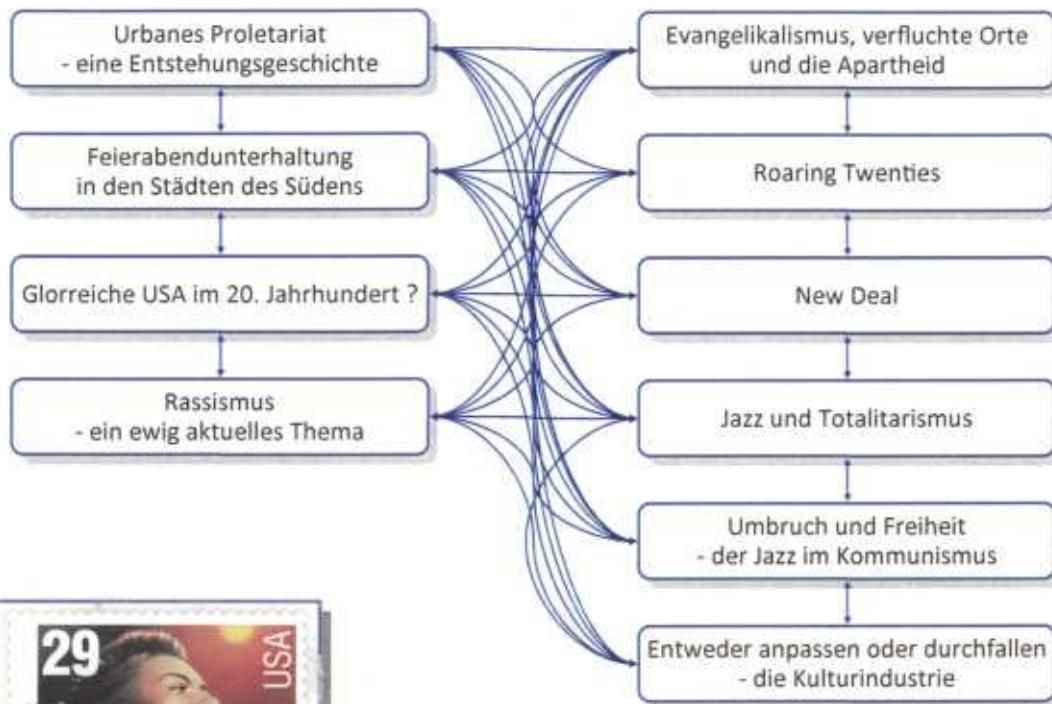 Urbanes Proletariat
- eine Entstehungsgeschichte
Feierabendunterhaltung
in den Städten des Südens
Glorreiche USA im 20. Jahrhundert ?
Rassismus
- ein ewig aktuelles Thema
Evangelikalismus, verfluchte Orte
und die Apartheid
Roaring Twenties
New Deal
Jazz und Totalitarismus
Umbruch und Freiheit
- der Jazz im Kommunismus
Entweder anpassen oder durchfallen
- die Kulturindustrie
29
USA